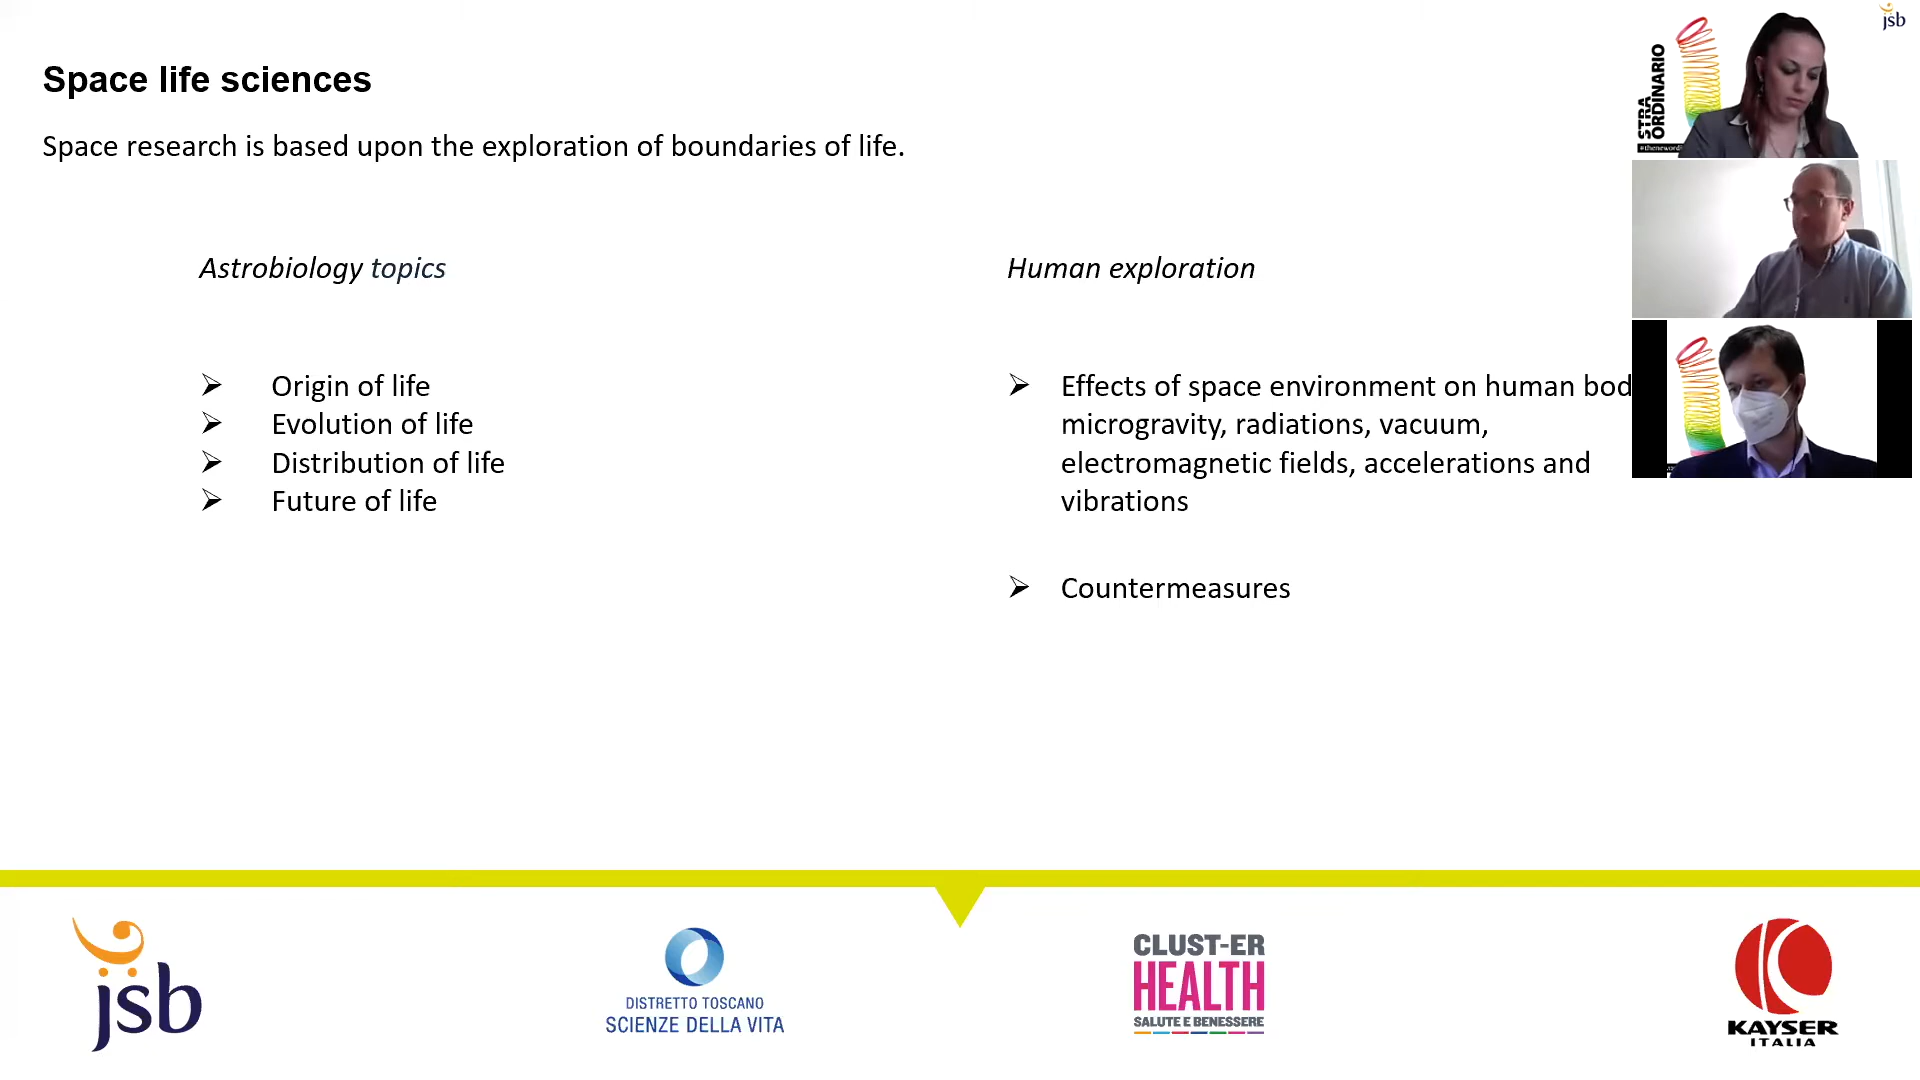 Space life sciences
Space research is based upon the exploration of boundaries of life.
Astrobiology topics
➢ Origin of life
➢ Evolution of life
➢ Distribution of life
➢ Future of life
Human exploration
➢ Effects of space environment on human bod
microgravity, radiations, vacuum,
electromagnetic fields, accelerations and
vibrations
➢ Countermeasures
jsb
STRA
ORDINARIO
jsb
DISTRETTO TOSCANO
SCIENZE DELLA VITA
CLUST-ER
HEALTH
SALUTE E BENESSERE
KAYSER
ITALIA